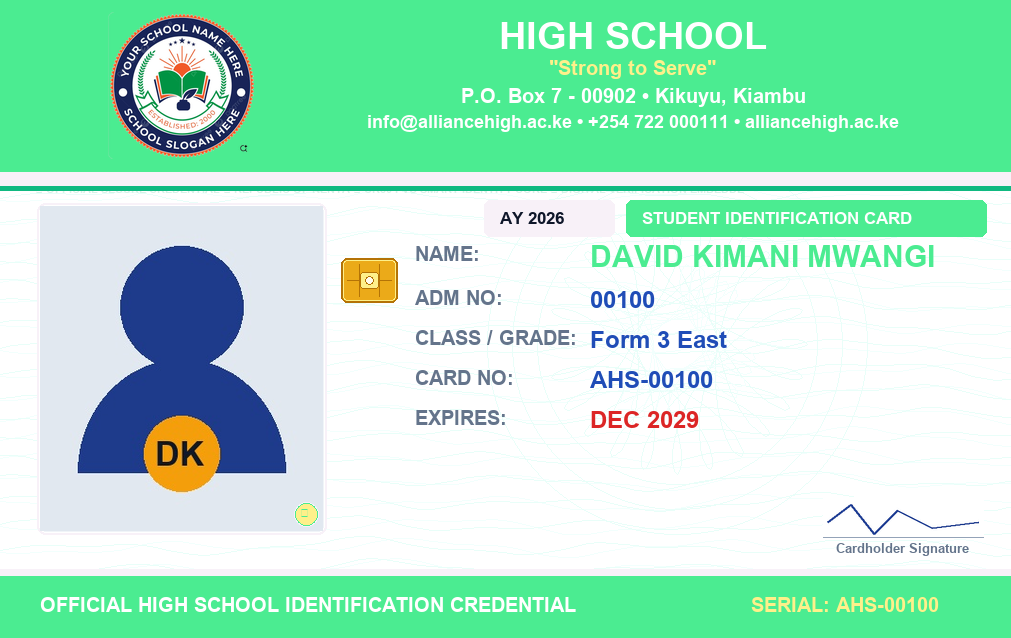 YOUR SCHOOL NAME HERE
ESTABLISHED: 2000
SCHOOL SLOGAN HERE
HIGH SCHOOL
"Strong to Serve"
P.O. Box 7 - 00902 • Kikuyu, Kiambu
info@alliancehigh.ac.ke • +254 722 000111 • alliancehigh.ac.ke
AY 2026
STUDENT IDENTIFICATION CARD
NAME: DAVID KIMANI MWANGI
ADM NO: 00100
CLASS / GRADE: Form 3 East
CARD NO: AHS-00100
EXPIRES: DEC 2029
DK
Cardholder Signature
OFFICIAL HIGH SCHOOL IDENTIFICATION CREDENTIAL
SERIAL: AHS-00100